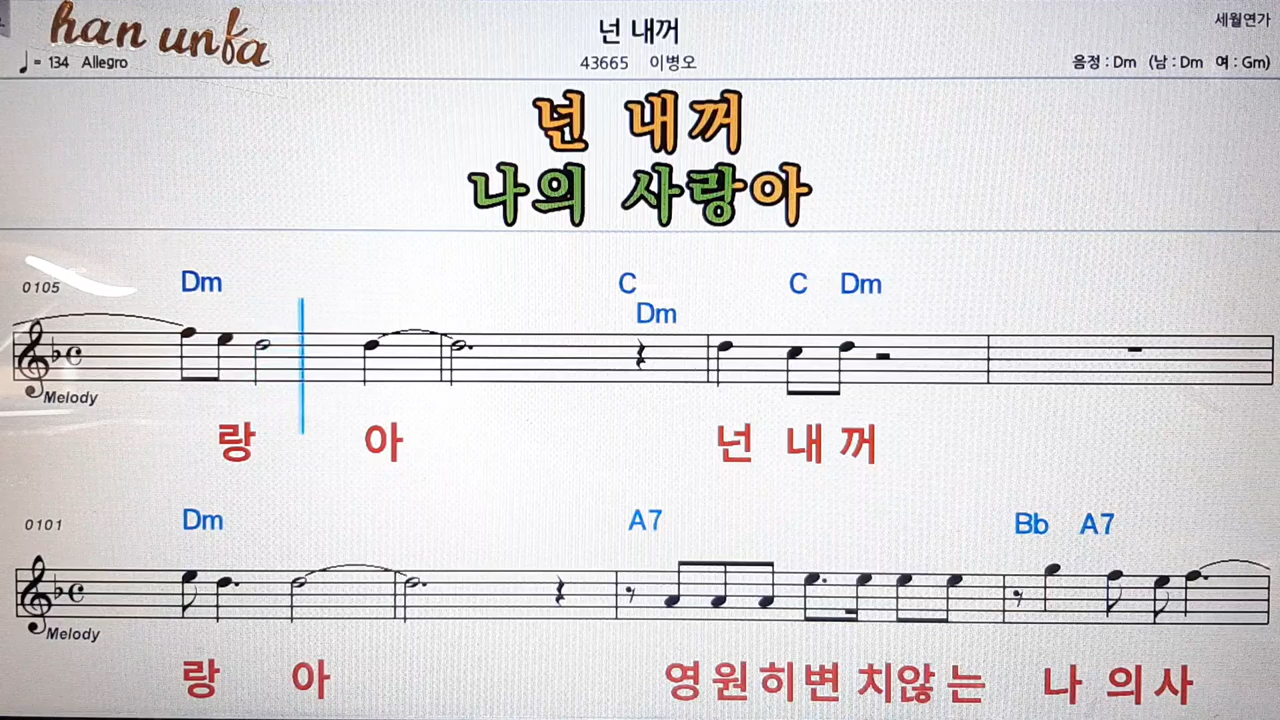 han unfa
넌 내꺼
세월연가
♩ = 134 Allegro
43665 이병오
음정 : Dm (남 : Dm 여 : Gm)
넌 내꺼
나의 사랑아
0105 Dm C Dm C Dm
Melody
랑 아 넌 내 꺼
0101 Dm A7 Bb A7
Melody
랑 아 영 원 히 변 치 않 는 나 의 사